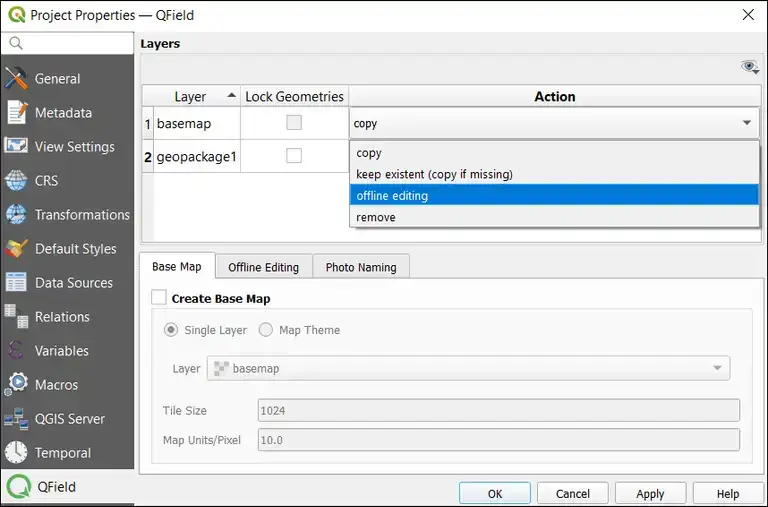 Project Properties — QField
Layers
General
Metadata
View Settings
CRS
Transformations
Default Styles
Data Sources
Relations
Variables
Macros
QGIS Server
Temporal
QField
Layer Lock Geometries Action
1 basemap copy
2 geopackage1
copy
keep existent (copy if missing)
offline editing
remove
Base Map Offline Editing Photo Naming
Create Base Map
Single Layer Map Theme
Layer basemap
Tile Size 1024
Map Units/Pixel 10.0
OK Cancel Apply Help